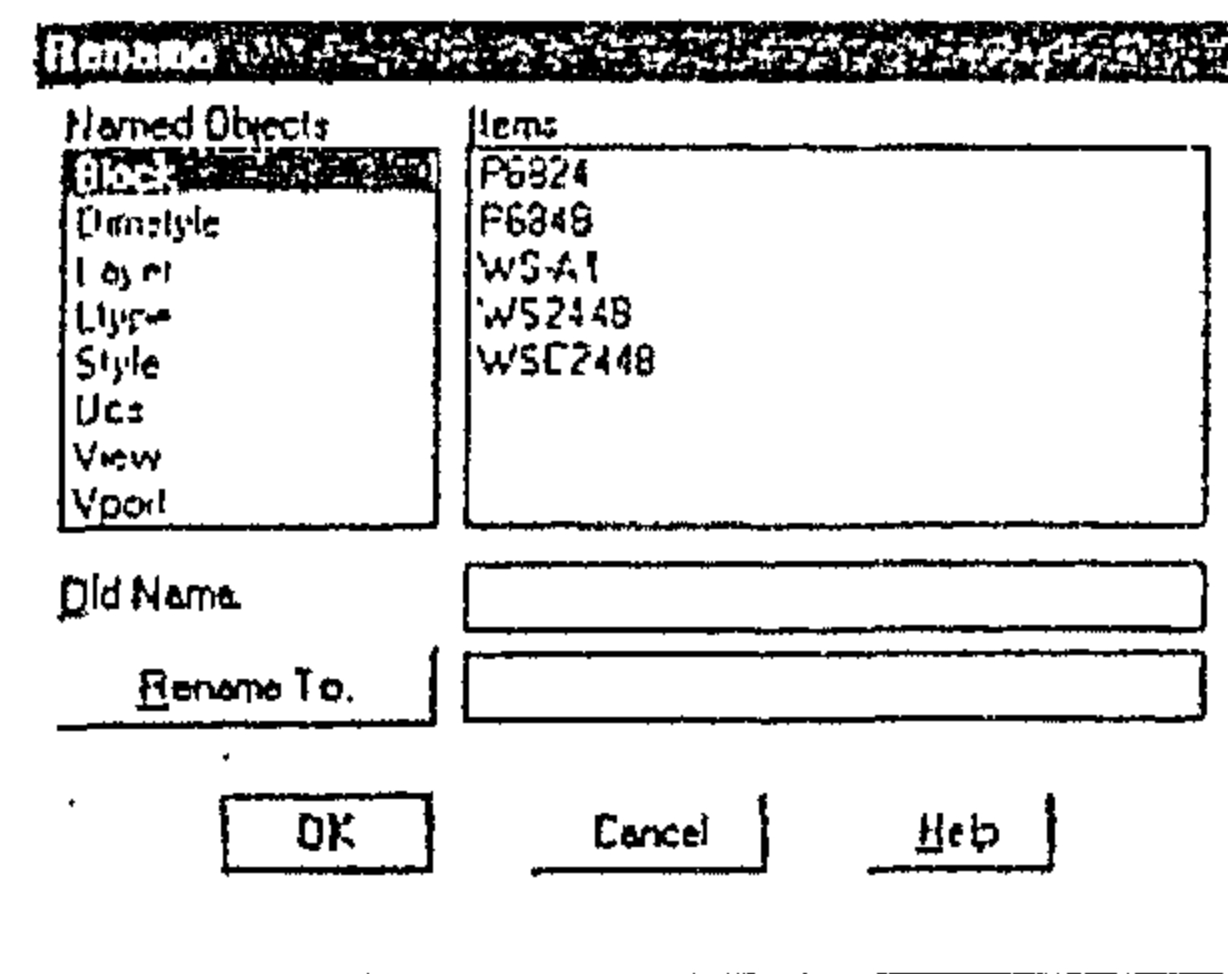 Rename
Named Objects
Block
Dimstyle
Layer
Ltype
Style
Ucs
View
Vport
Items
P6824
P6848
WS-A1
WS2448
WSC2448
Old Name:
Rename To:
OK
Cancel
Help